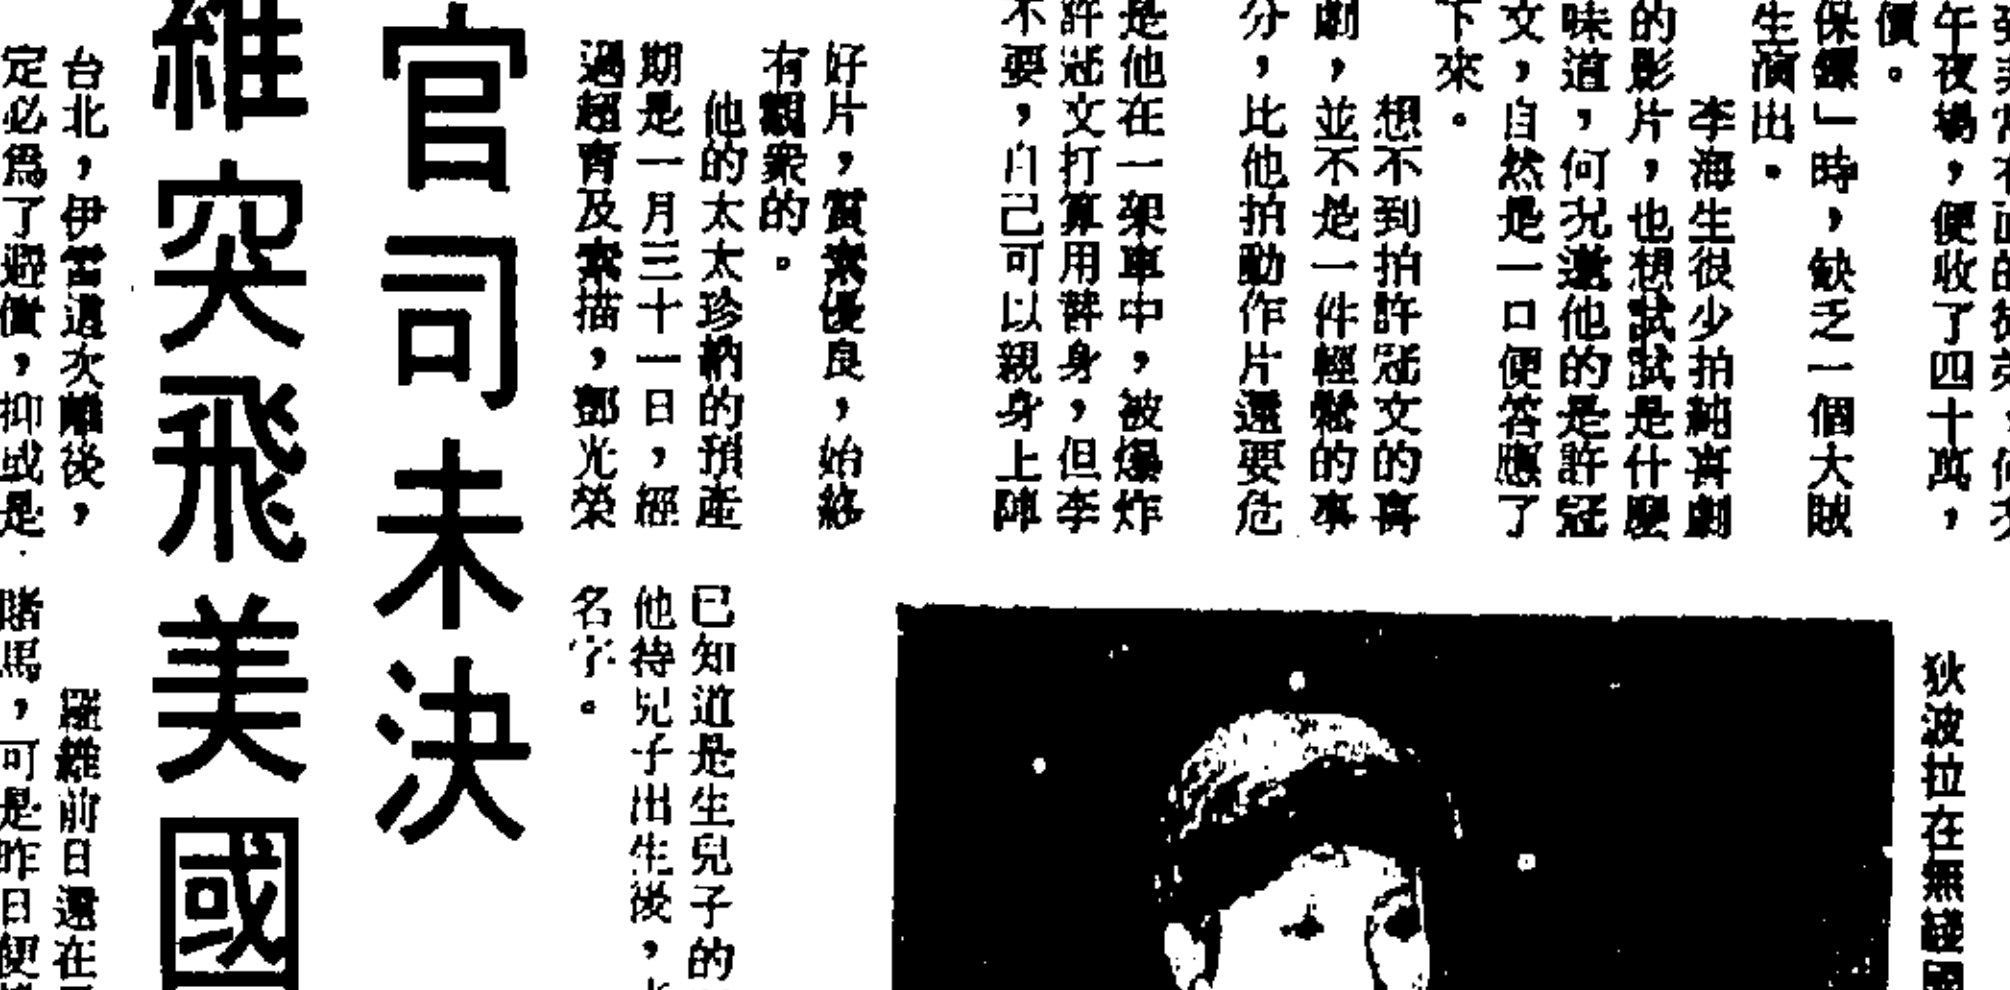 午夜場，便收了四十萬，
價。
保鏢」時，缺乏一個大賊
生演出。
李海生很少拍純喜劇
的影片，也想試試是什麼
味道，何況還他的是許冠
文，自然是一口便答應了
下來。
想不到拍許冠文的喜
劇，並不是一件輕鬆的事
分，比他拍動作片還要危
是他在一架車中，被爆炸
許冠文打算用替身，但李
不要，自己可以親身上陣
好片，質素優良，始終
有觀衆的。
他的太太珍納的預產
期是一月三十一日，經
過超育及素描，鄧光榮
已知道是生兒子的
他待兒子出生後，
名字。
官司未決
維突飛美國
台北，伊雷這次離後，
定必爲了避債，抑或是
羅維前日還在
賭馬，可是昨日便
狄波拉在無綫